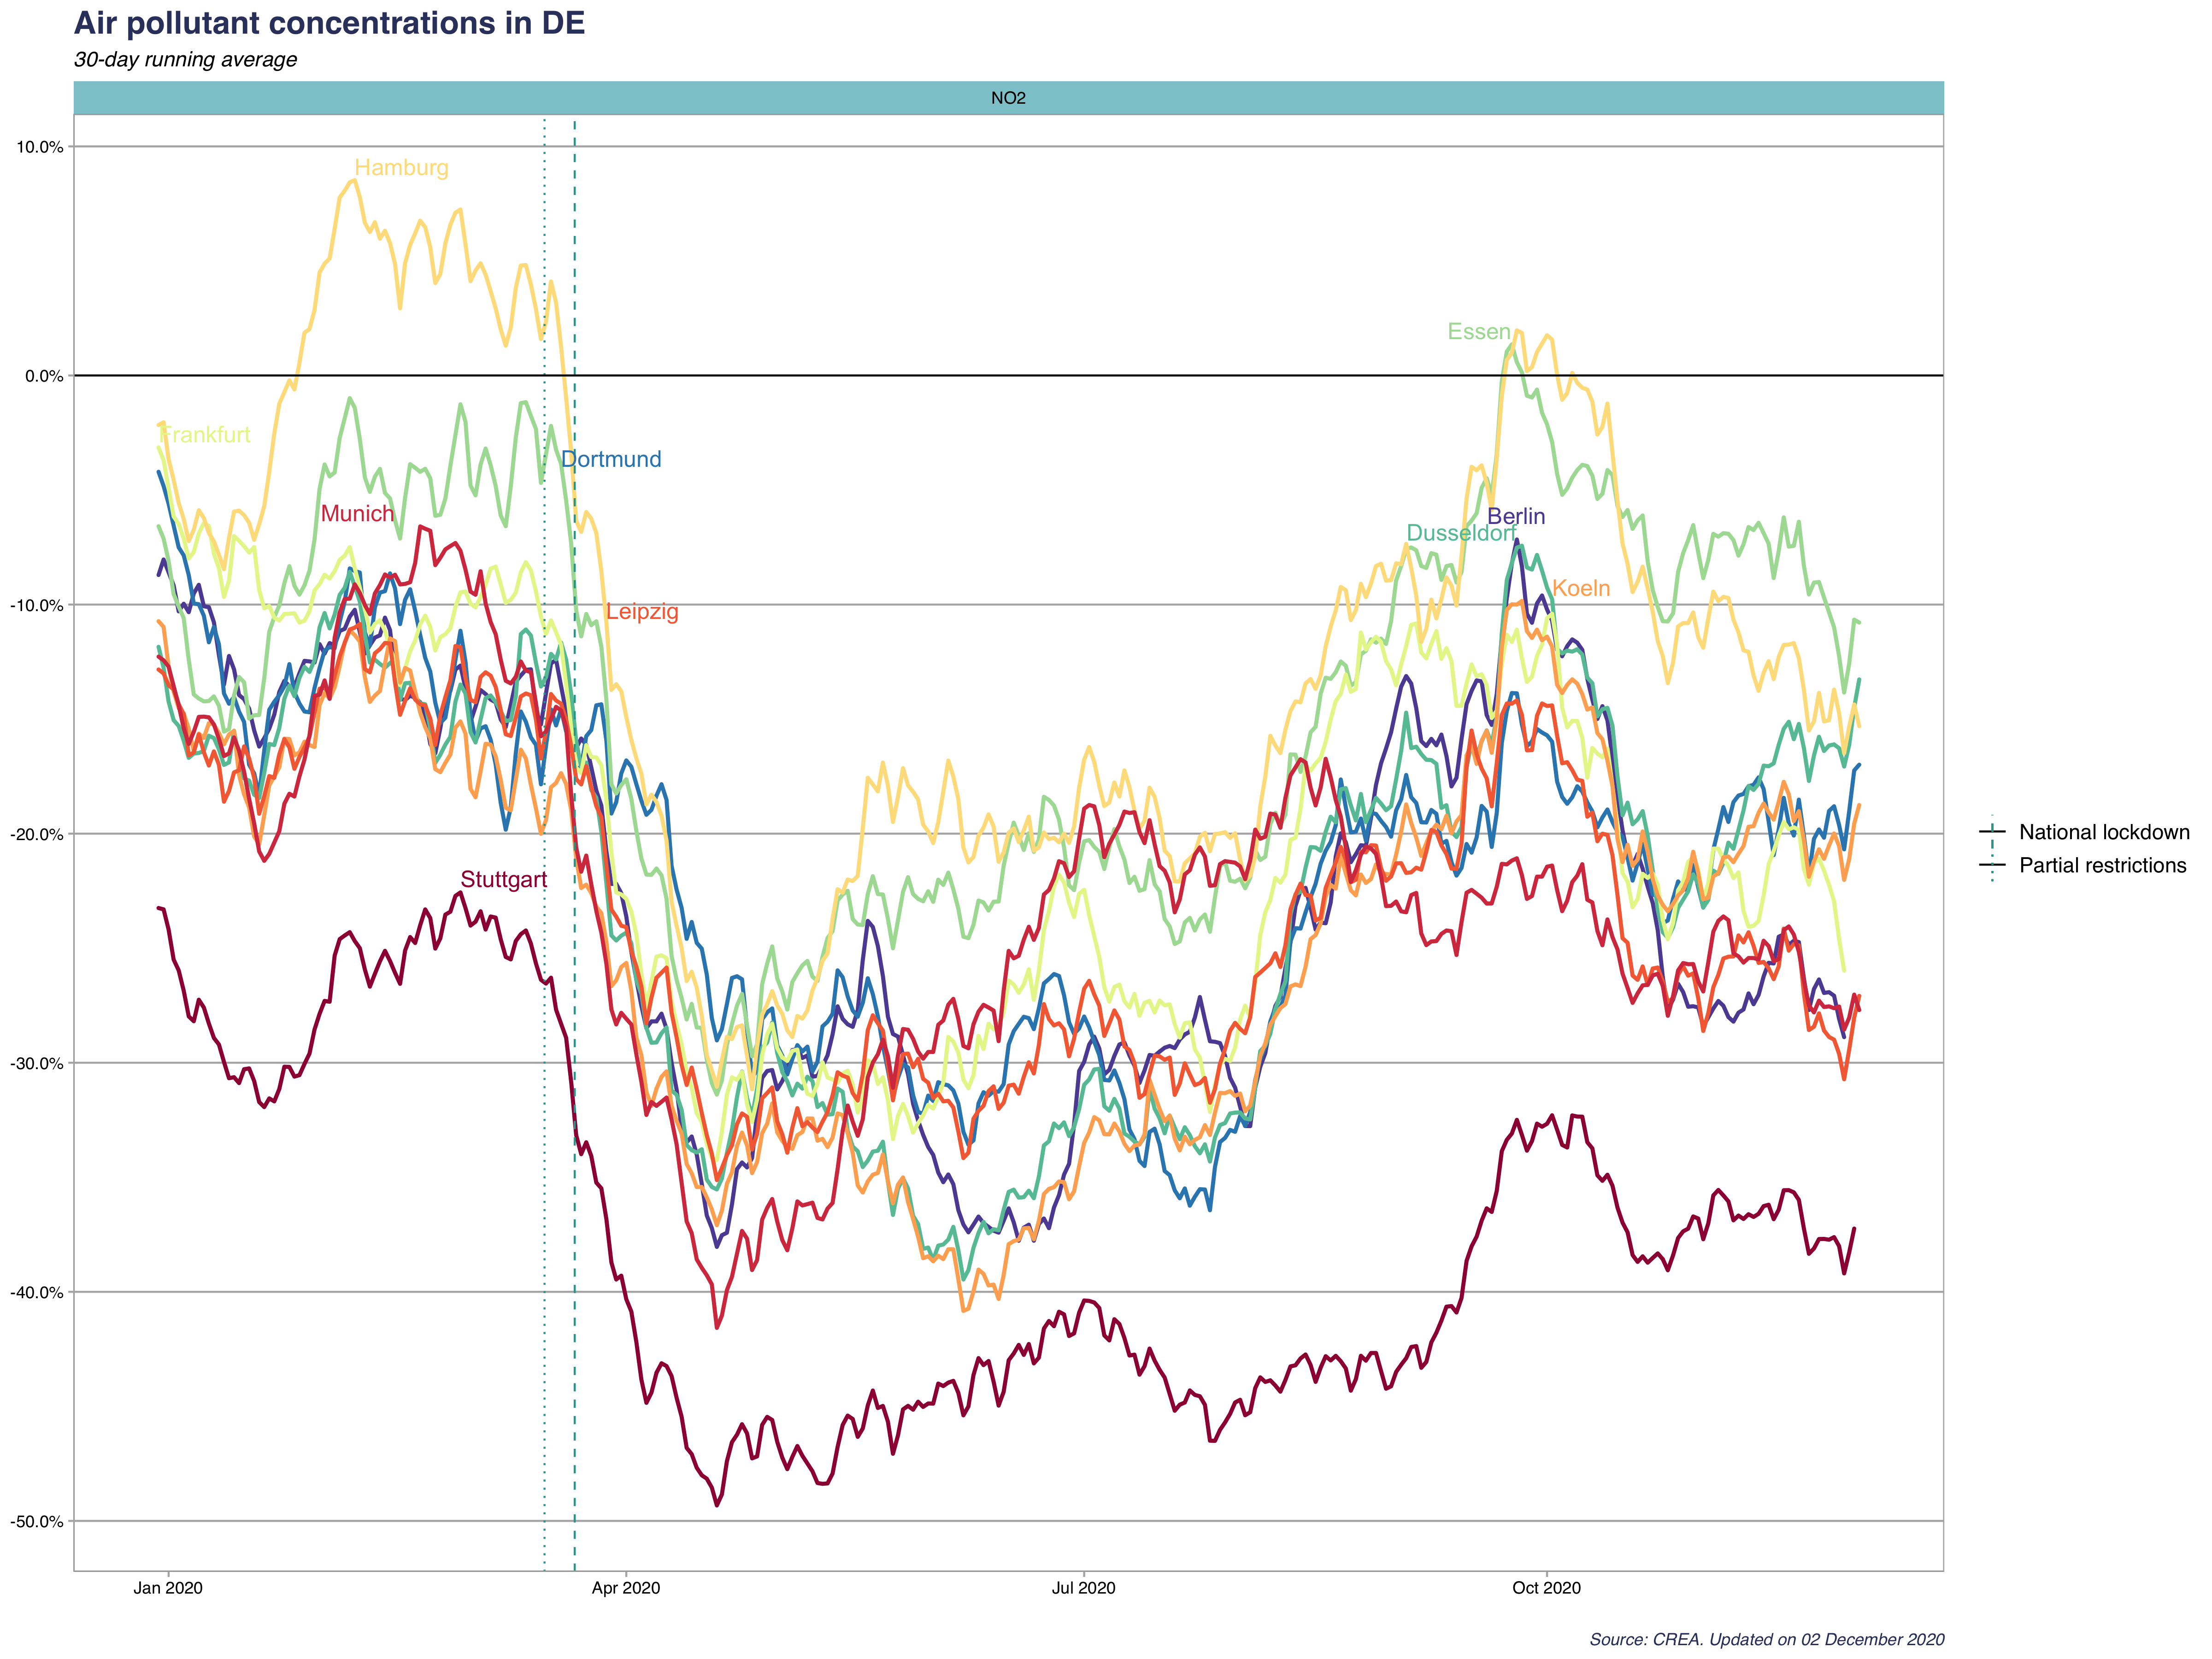 Air pollutant concentrations in DE
30-day running average
NO2
10.0%
0.0%
-10.0%
-20.0%
-30.0%
-40.0%
-50.0%
Hamburg
Essen
Frankfurt
Dortmund
Munich
Berlin
Dusseldorf
Koeln
Leipzig
Stuttgart
National lockdown
Partial restrictions
Jan 2020
Apr 2020
Jul 2020
Oct 2020
Source: CREA. Updated on 02 December 2020